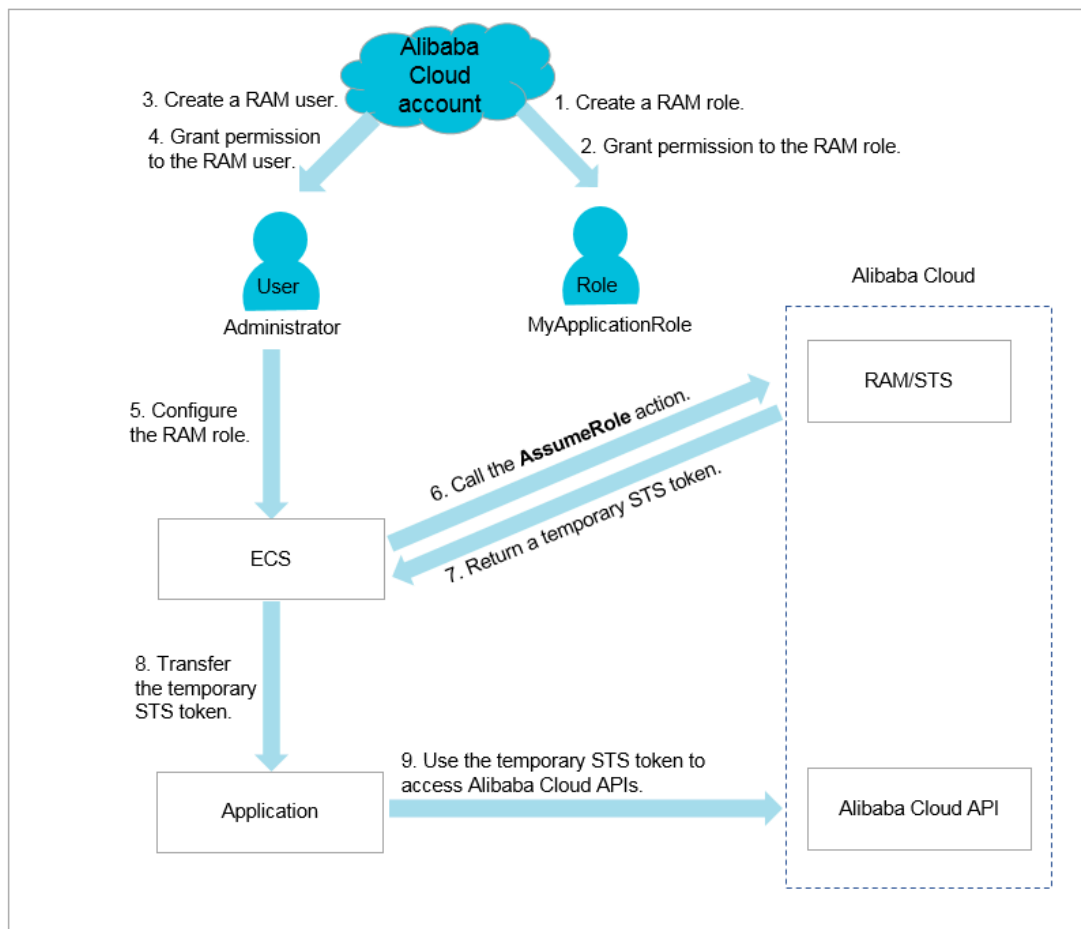 Alibaba
Cloud
account
3. Create a RAM user.
1. Create a RAM role.
4. Grant permission
to the RAM user.
2. Grant permission to the RAM role.
User
Role
Administrator
MyApplicationRole
Alibaba Cloud
RAM/STS
5. Configure
the RAM role.
6. Call the AssumeRole action.
7. Return a temporary STS token.
ECS
8. Transfer
the temporary
STS token.
9. Use the temporary STS token to
access Alibaba Cloud APIs.
Application
Alibaba Cloud API